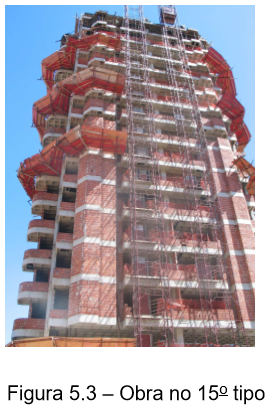 Figura 5.3 – Obra no 15º tipo